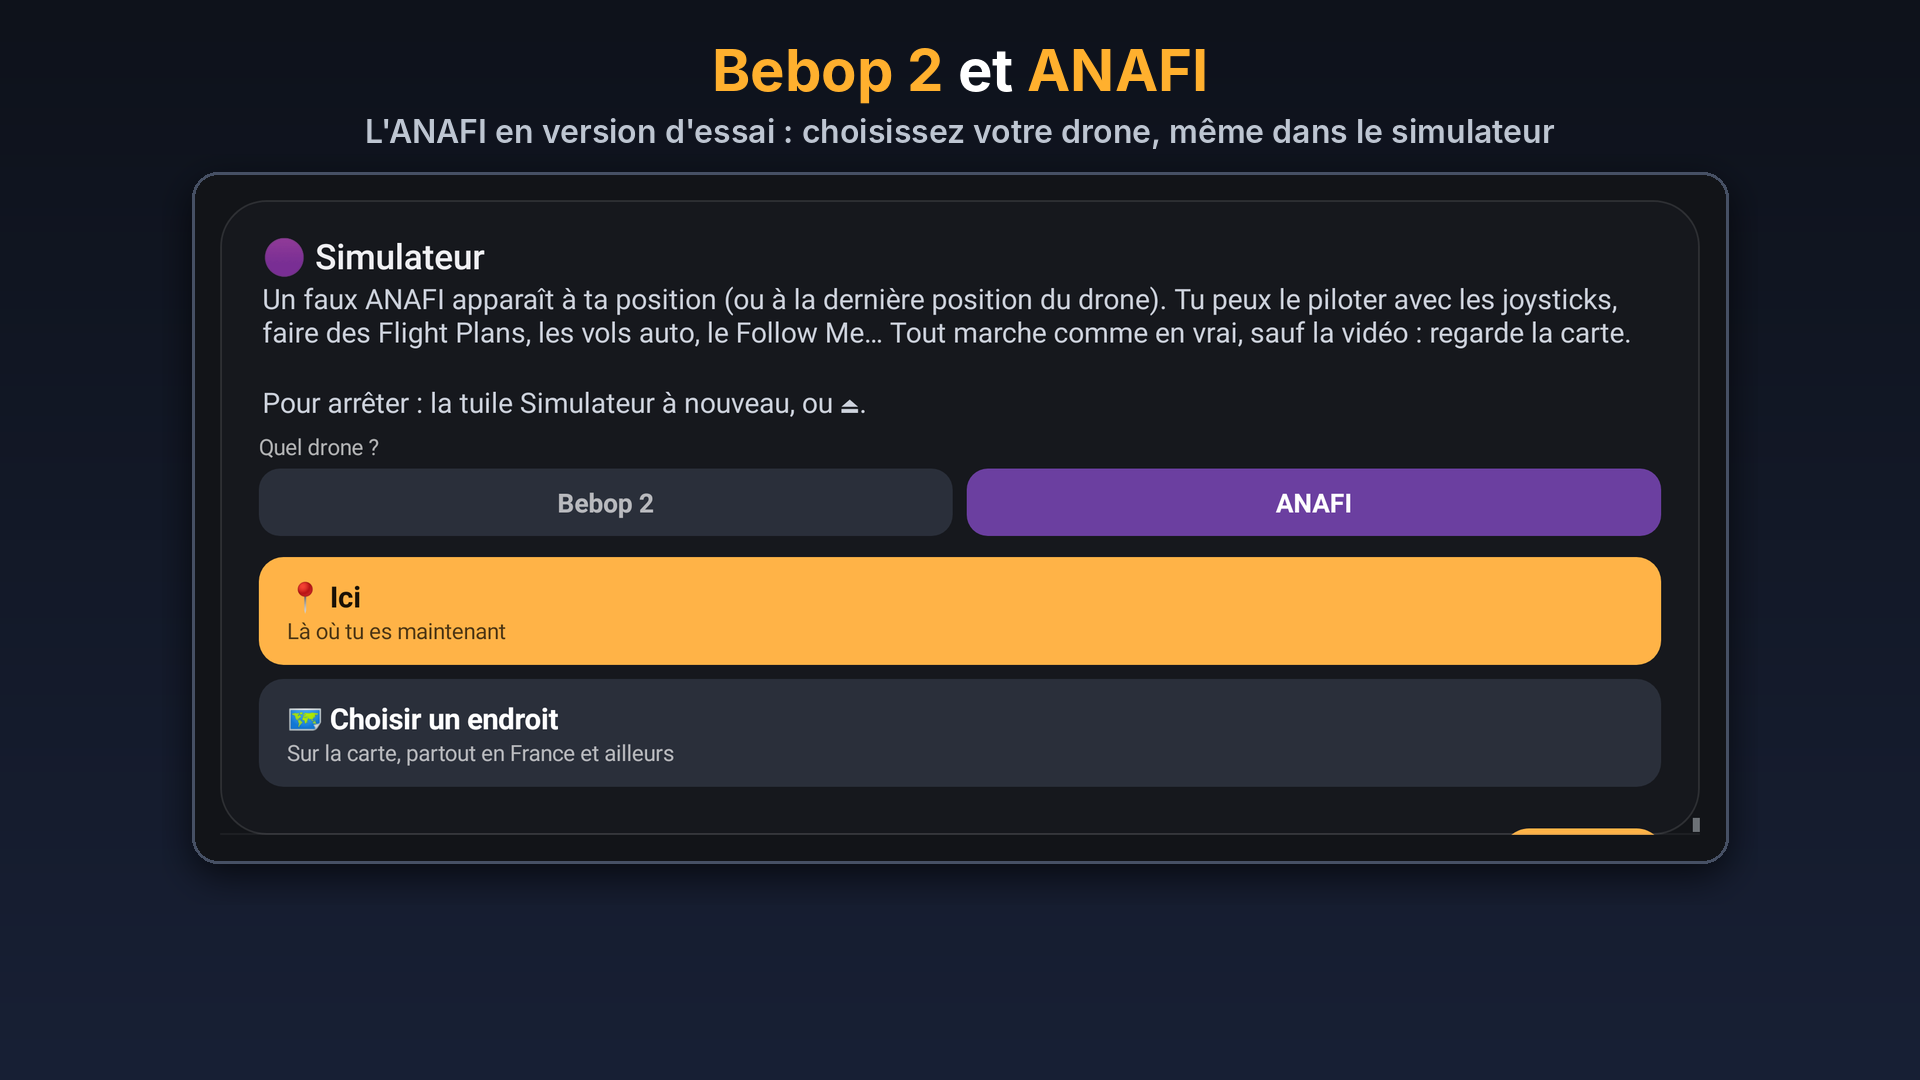 Bebop 2 et ANAFI
L'ANAFI en version d'essai : choisissez votre drone, même dans le simulateur
Simulateur
Un faux ANAFI apparaît à ta position (ou à la dernière position du drone). Tu peux le piloter avec les joysticks,
faire des Flight Plans, les vols auto, le Follow Me... Tout marche comme en vrai, sauf la vidéo : regarde la carte.
Pour arrêter : la tuile Simulateur à nouveau, ou ⏏.
Quel drone ?
Bebop 2
ANAFI
Ici
Là où tu es maintenant
Choisir un endroit
Sur la carte, partout en France et ailleurs